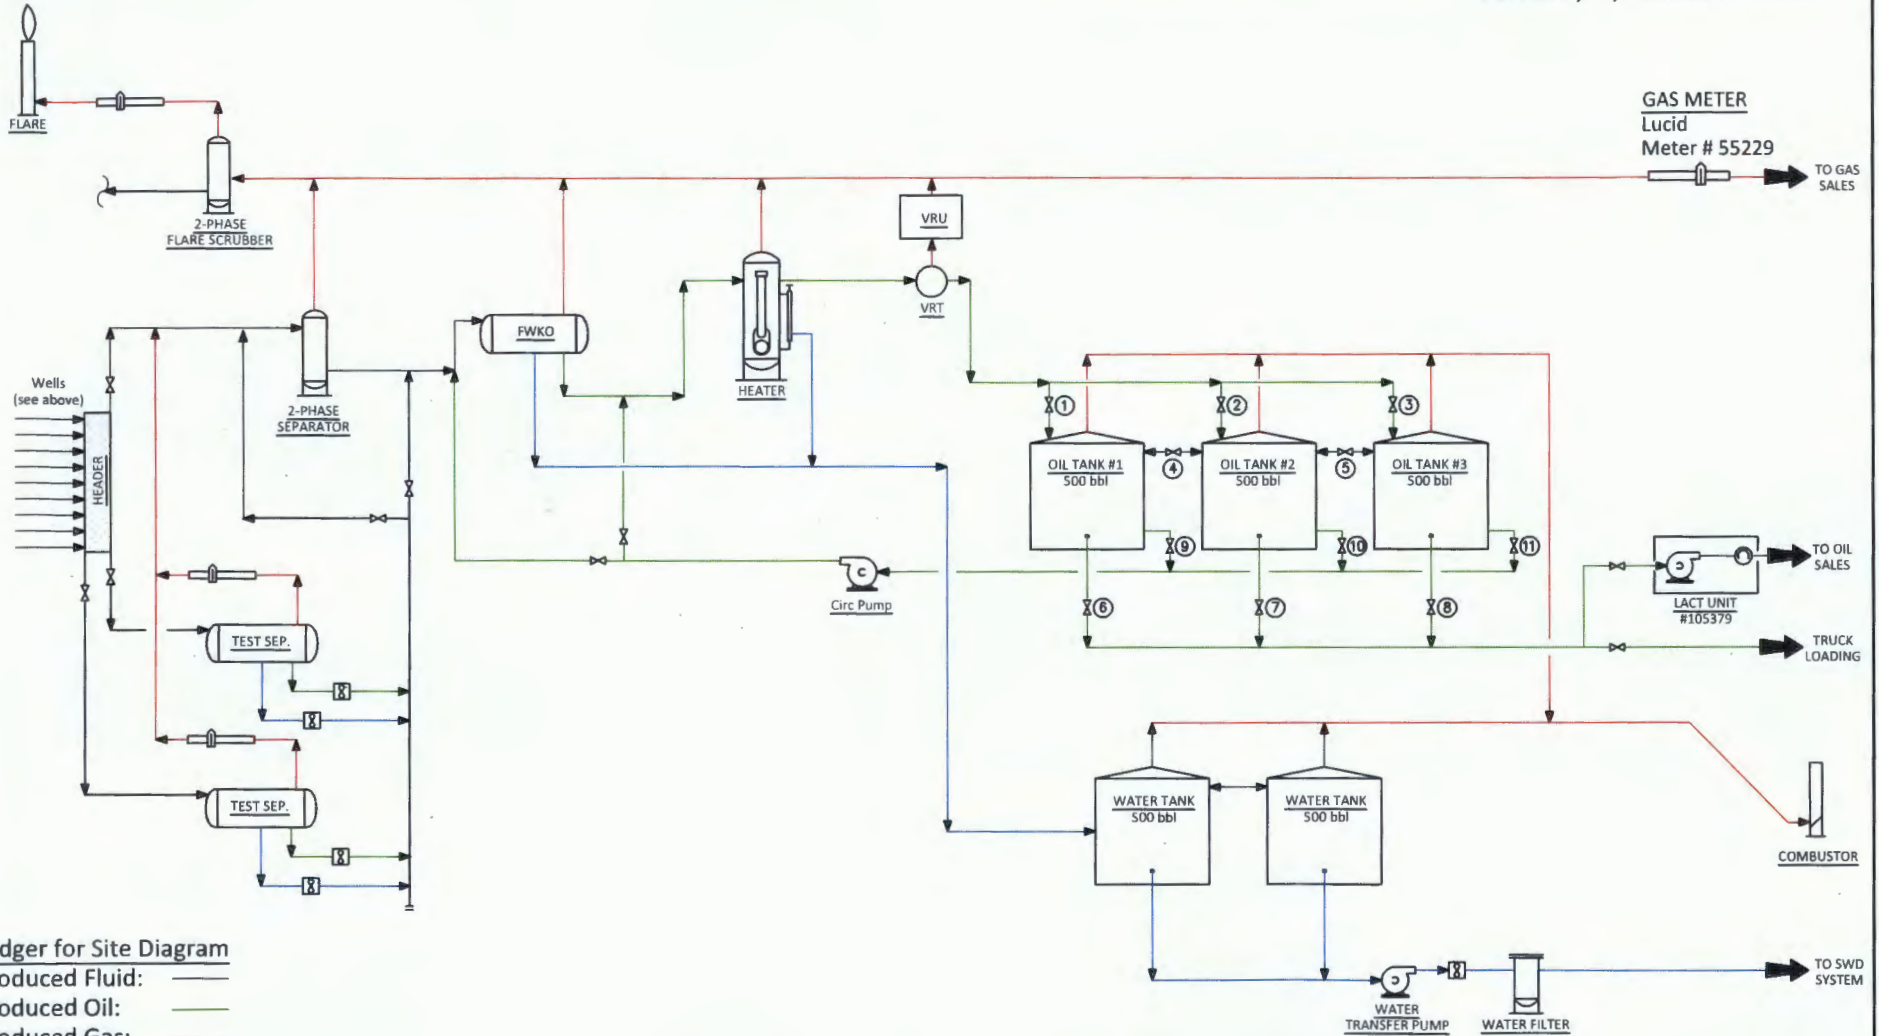 GAS METER
Lucid
Meter # 55229
TO GAS
SALES
FLARE
2-PHASE
FLARE SCRUBBER
VRU
VRT
FWKO
HEATER
2-PHASE
SEPARATOR
Wells
(see above)
HEADER
1
2
3
OIL TANK #1
500 bbl
OIL TANK #2
500 bbl
OIL TANK #3
500 bbl
4
5
9
10
11
C
Circ Pump
6
7
8
C
LACT UNIT
#105379
TO OIL
SALES
TRUCK
LOADING
TEST SEP.
TEST SEP.
WATER TANK
500 bbl
WATER TANK
500 bbl
COMBUSTOR
C
WATER
TRANSFER PUMP
WATER FILTER
TO SWD
SYSTEM
dger for Site Diagram
oduced Fluid:
oduced Oil:
oduced Gas: